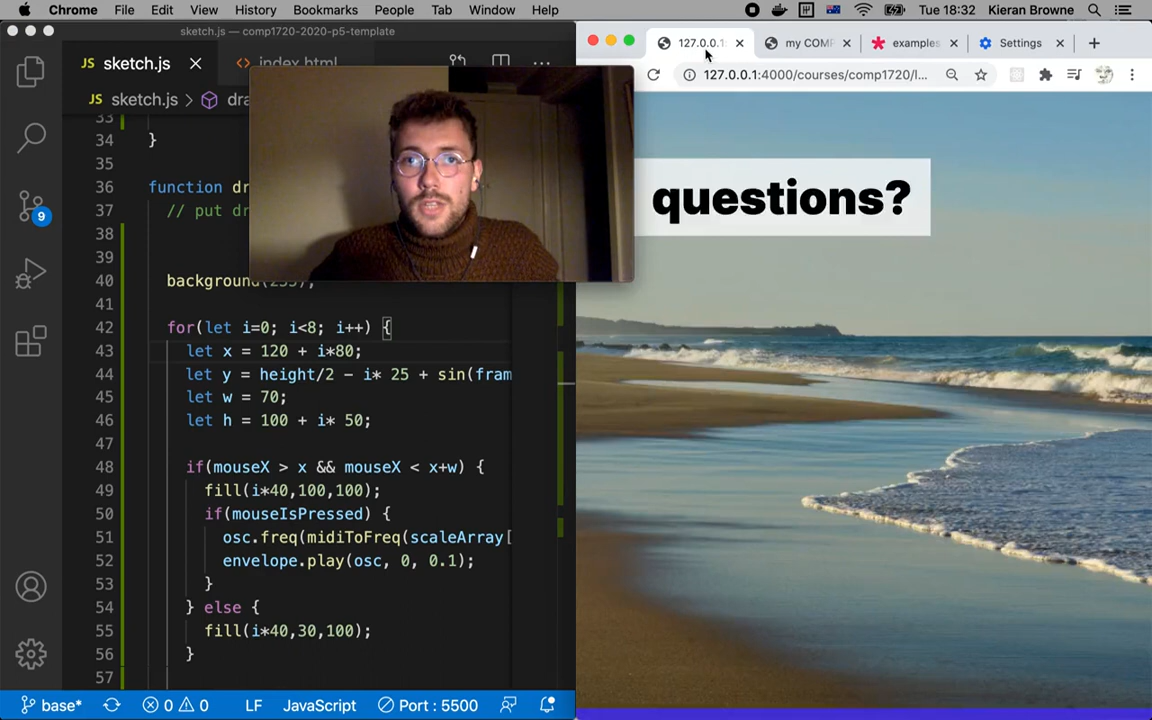 Chrome File Edit View History Bookmarks People Tab Window Help Tue 18:32 Kieran Browne
sketch.js — comp1720-2020-p5-template
JS sketch.js index.html
JS sketch.js > dra
33
34 }
35
36 function dr
37 // put dr
38
39
40 background(255);
41
42 for(let i=0; i<8; i++) {
43 let x = 120 + i*80;
44 let y = height/2 - i* 25 + sin(fram
45 let w = 70;
46 let h = 100 + i* 50;
47
48 if(mouseX > x && mouseX < x+w) {
49 fill(i*40,100,100);
50 if(mouseIsPressed) {
51 osc.freq(midiToFreq(scaleArray[
52 envelope.play(osc, 0, 0.1);
53 }
54 } else {
55 fill(i*40,30,100);
56 }
57
9
base* 0 0 LF JavaScript Port : 5500
127.0.0.1: my COMP examples Settings
127.0.0.1:4000/courses/comp1720/l...
questions?